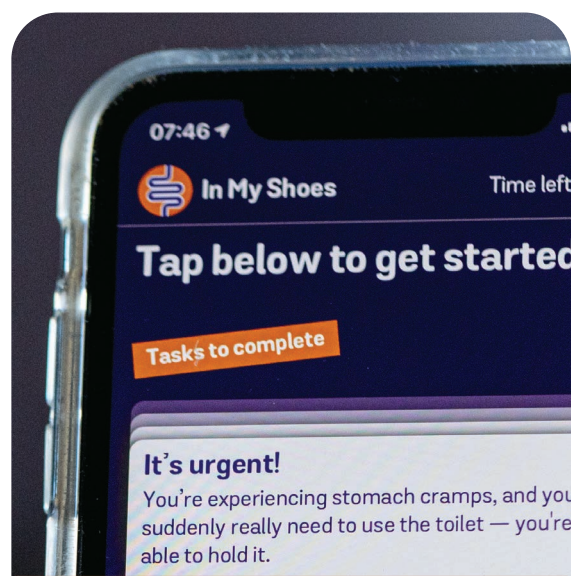 07:46
In My Shoes
Time left
Tap below to get started
Tasks to complete
It's urgent!
You're experiencing stomach cramps, and you
suddenly really need to use the toilet — you're
able to hold it.